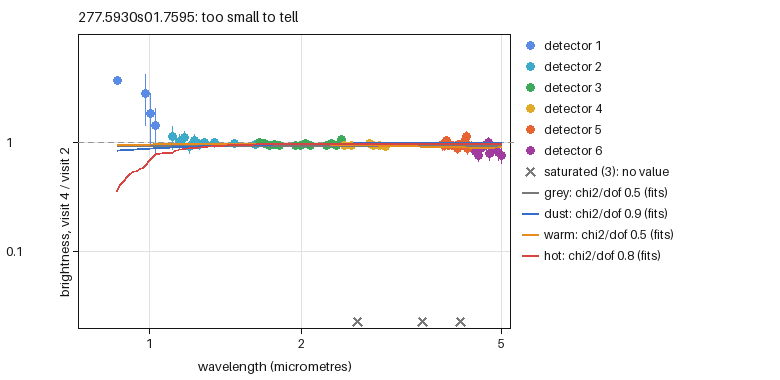 277.5930s01.7595: too small to tell
detector 1
detector 2
detector 3
detector 4
detector 5
detector 6
saturated (3): no value
grey: chi2/dof 0.5 (fits)
dust: chi2/dof 0.9 (fits)
warm: chi2/dof 0.5 (fits)
hot: chi2/dof 0.8 (fits)
brightness, visit 4 / visit 2
1
0.1
1
2
5
wavelength (micrometres)